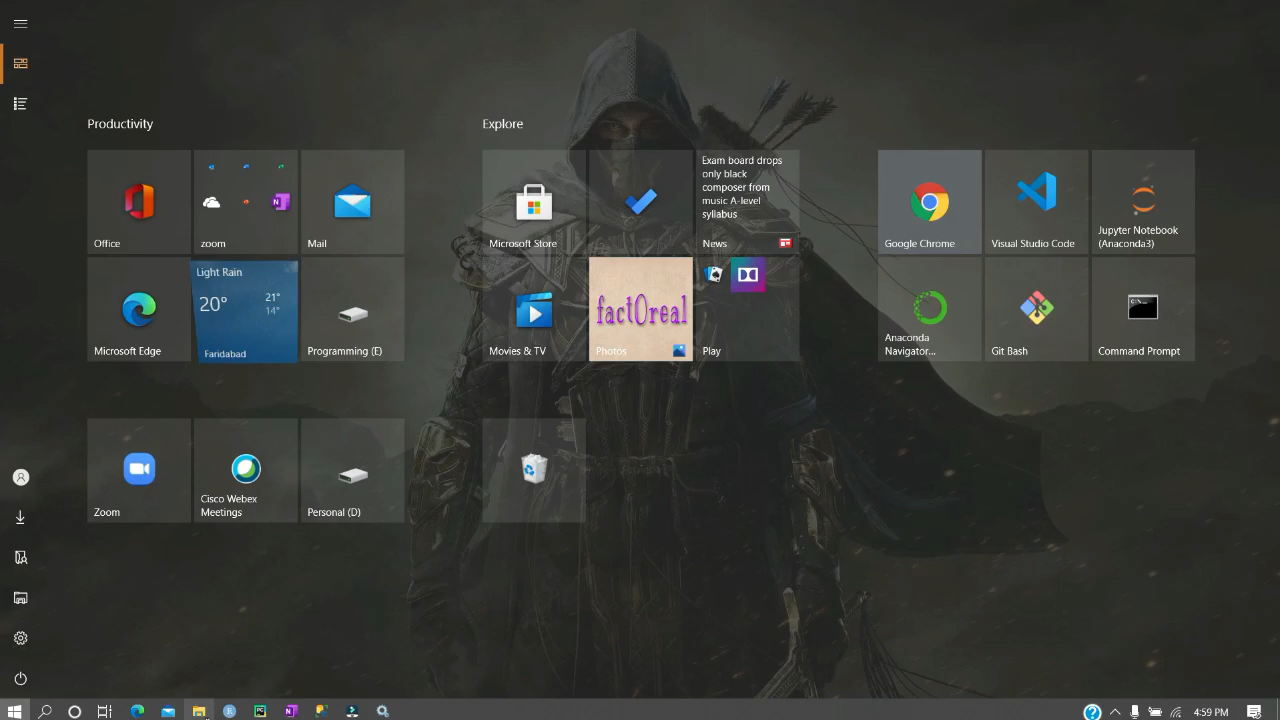 Productivity
Explore
Office
zoom
N
Mail
Microsoft Store
Exam board drops
only black
composer from
music A-level
syllabus
News
Google Chrome
Visual Studio Code
Jupyter Notebook
(Anaconda3)
Microsoft Edge
Light Rain
20°
21°
14°
Faridabad
Programming (E)
Movies & TV
fact0real
Photos
Play
Anaconda
Navigator...
Git Bash
Command Prompt
Zoom
Cisco Webex
Meetings
Personal (D)
4:59 PM